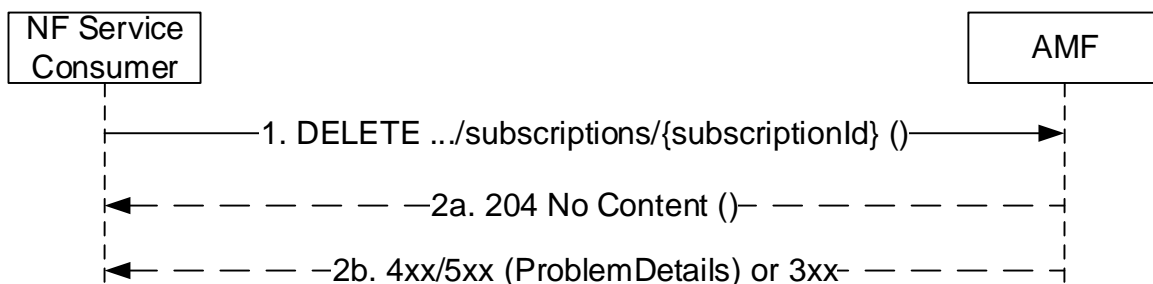 NF Service
Consumer
AMF
1. DELETE .../subscriptions/{subscriptionId} ()
2a. 204 No Content ()
2b. 4xx/5xx (ProblemDetails) or 3xx